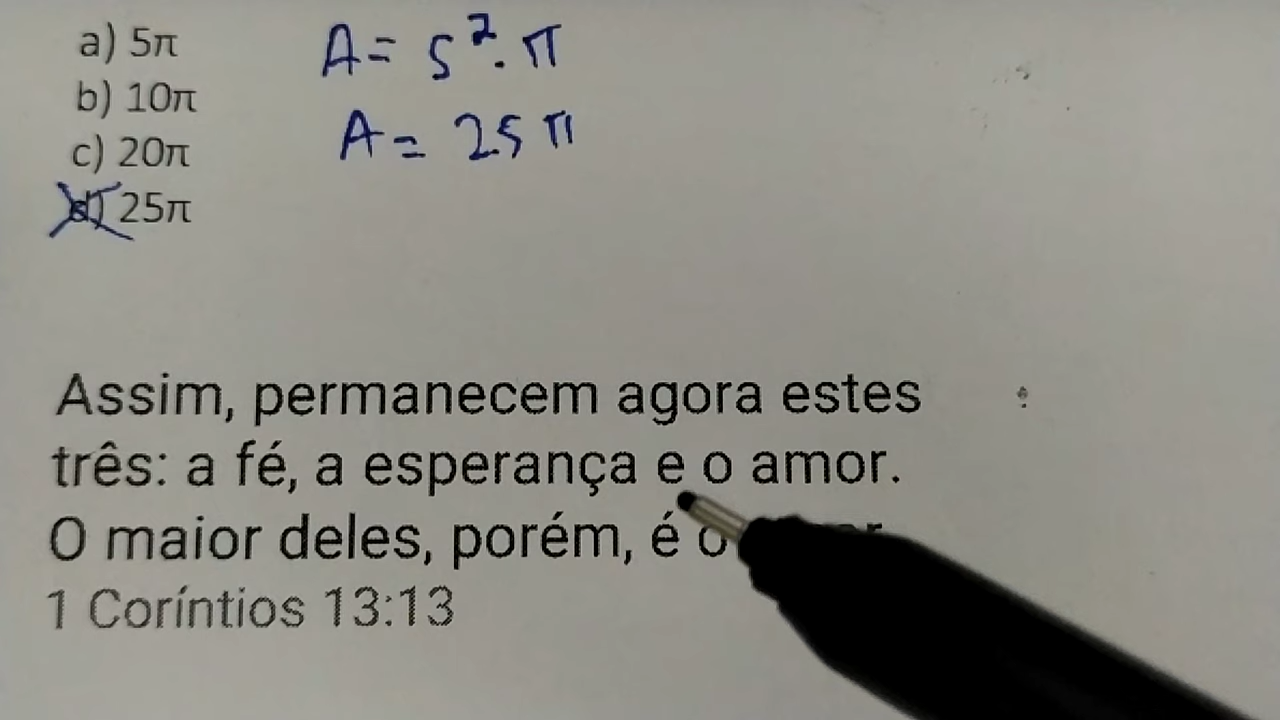 a) 5π
b) 10π
c) 20π
d) 25π
A = 5². π
A = 25 π
Assim, permanecem agora estes
três: a fé, a esperança e o amor.
O maior deles, porém, é o
1 Coríntios 13:13